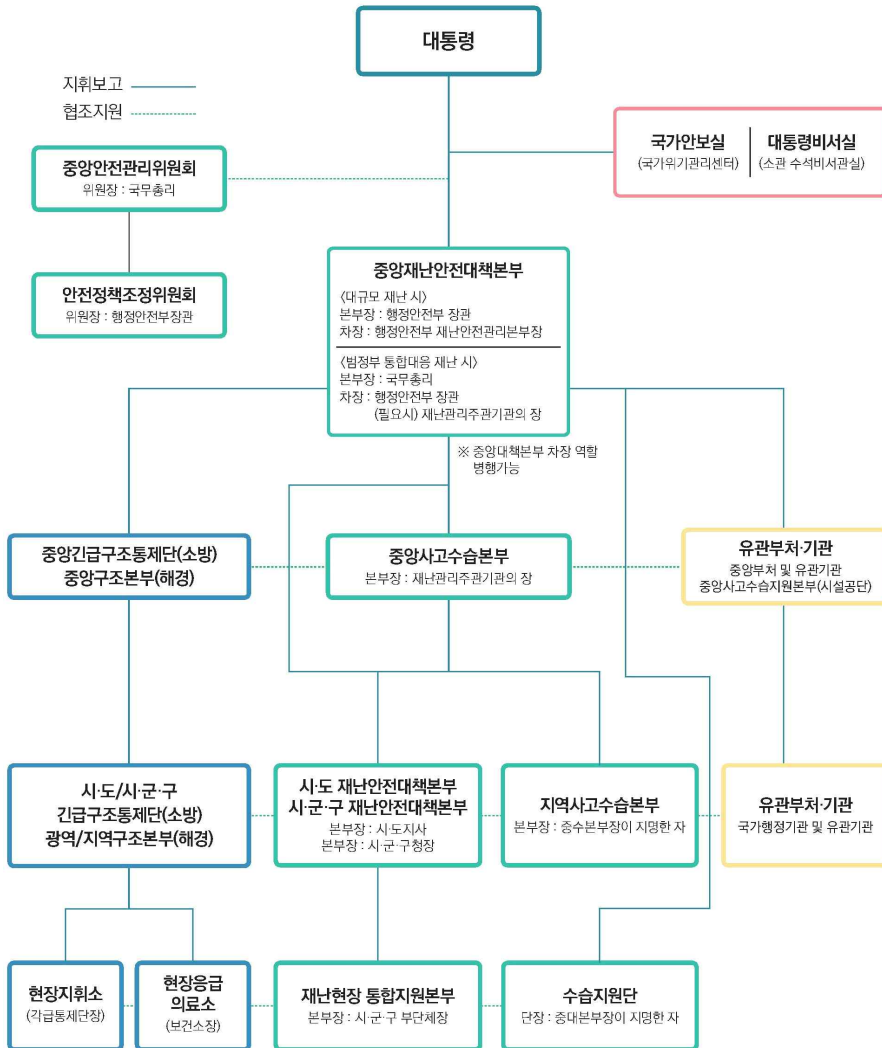 대통령
지휘보고
협조지원
국가안보실
(국가위기관리센터)
대통령비서실
(소관 수석비서관실)
중앙안전관리위원회
위원장 : 국무총리
안전정책조정위원회
위원장 : 행정안전부장관
중앙재난안전대책본부
〈대규모 재난 시〉
본부장 : 행정안전부 장관
차장 : 행정안전부 재난안전관리본부장
〈범정부 통합대응 재난 시〉
본부장 : 국무총리
차장 : 행정안전부 장관
(필요시) 재난관리주관기관의 장
※ 중앙대책본부 차장 역할
병행가능
중앙긴급구조통제단(소방)
중앙구조본부(해경)
중앙사고수습본부
본부장 : 재난관리주관기관의 장
유관부처·기관
중앙부처 및 유관기관
중앙사고수습지원본부(시설공단)
시·도/시·군·구
긴급구조통제단(소방)
광역/지역구조본부(해경)
시·도 재난안전대책본부
시·군·구 재난안전대책본부
본부장 : 시·도지사
본부장 : 시·군·구청장
지역사고수습본부
본부장 : 중수본부장이 지명한 자
유관부처·기관
국가행정기관 및 유관기관
현장지휘소
(각급통제단장)
현장응급
의료소
(보건소장)
재난현장 통합지원본부
본부장 : 시·군·구 부단체장
수습지원단
단장 : 중대본부장이 지명한 자